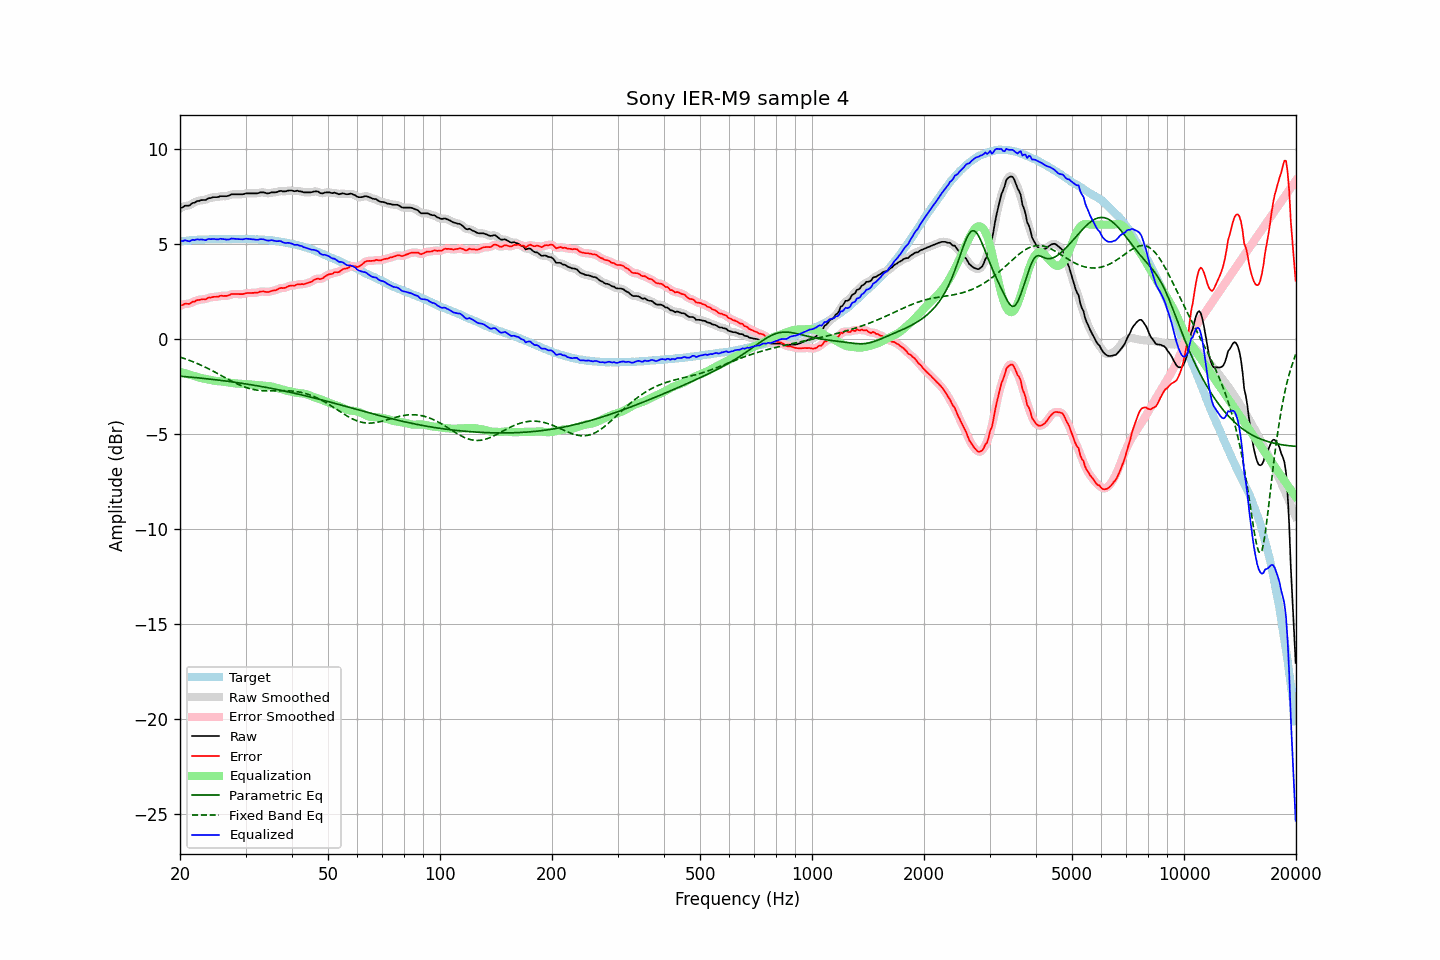 Sony IER-M9 sample 4
10
5
0
−5
−10
−15
−20
−25
Amplitude (dBr)
Target
Raw Smoothed
Error Smoothed
Raw
Error
Equalization
Parametric Eq
Fixed Band Eq
Equalized
20 50 100 200 500 1000 2000 5000 10000 20000
Frequency (Hz)